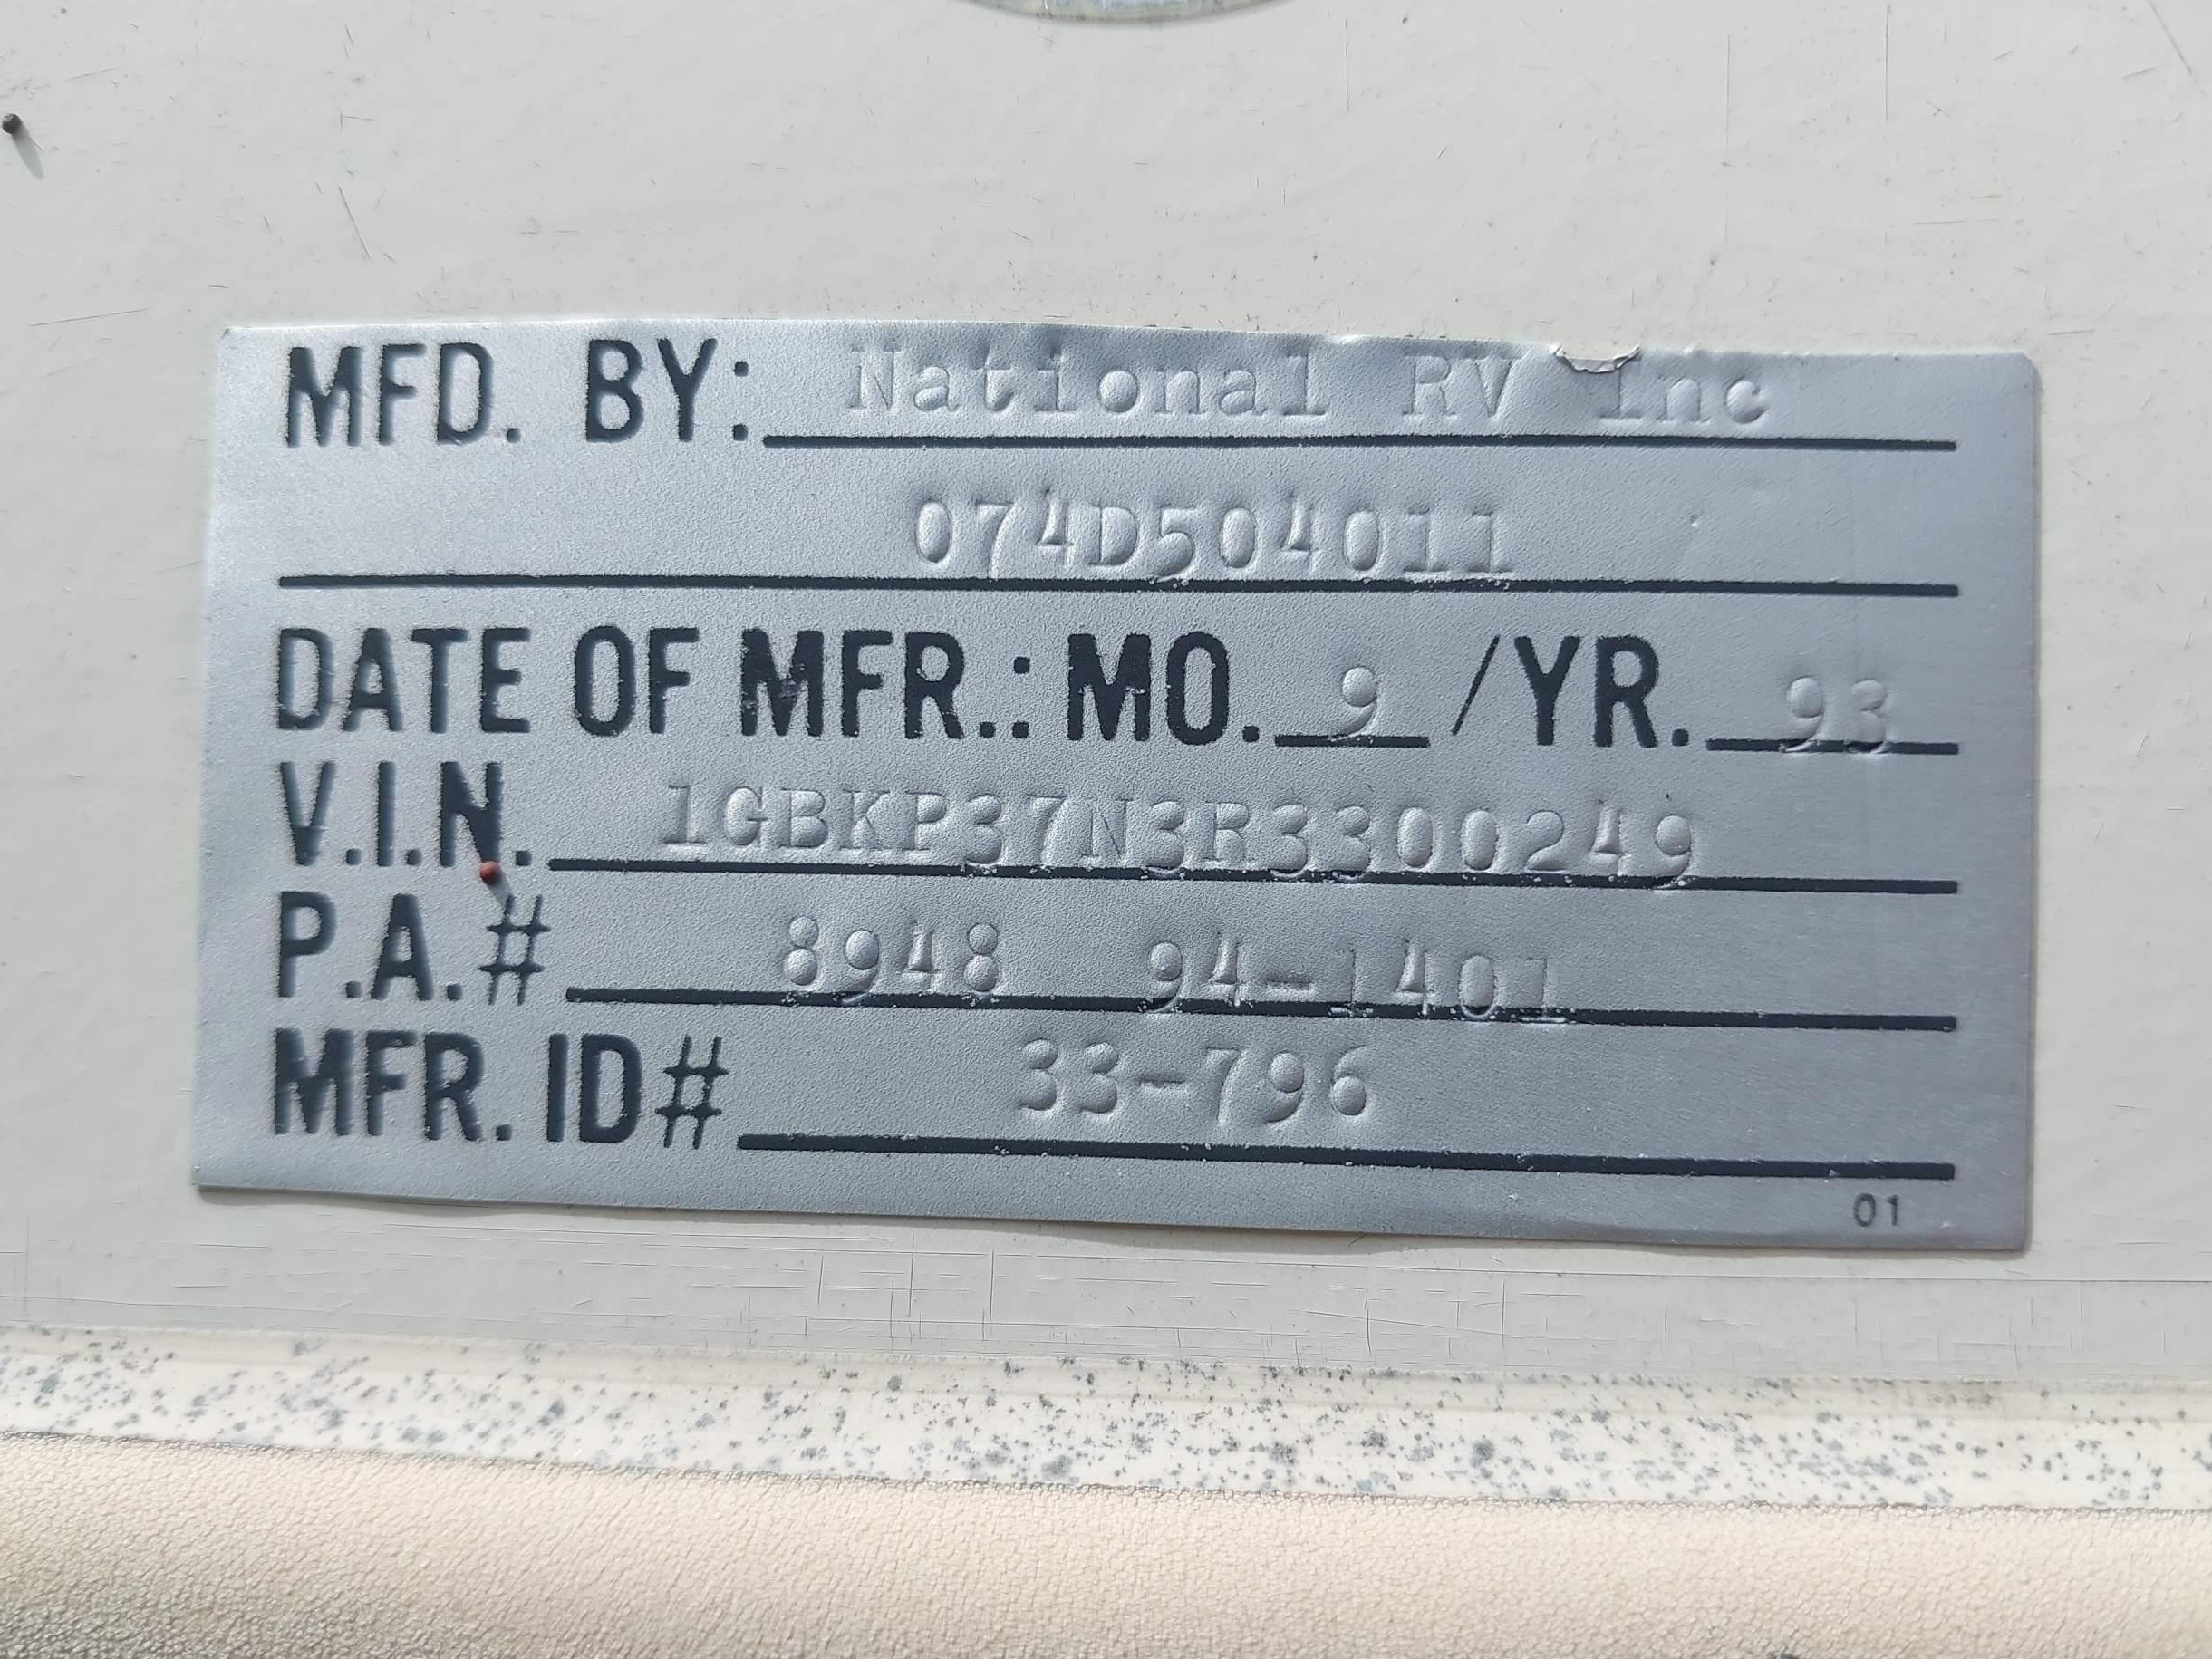 MFD. BY: National RV Inc
074D504011
DATE OF MFR.: MO. 9 /YR. 93
V.I.N. 1GBKP37N3R3300249
P.A.# 8948 94-1401
MFR. ID# 33-796
01